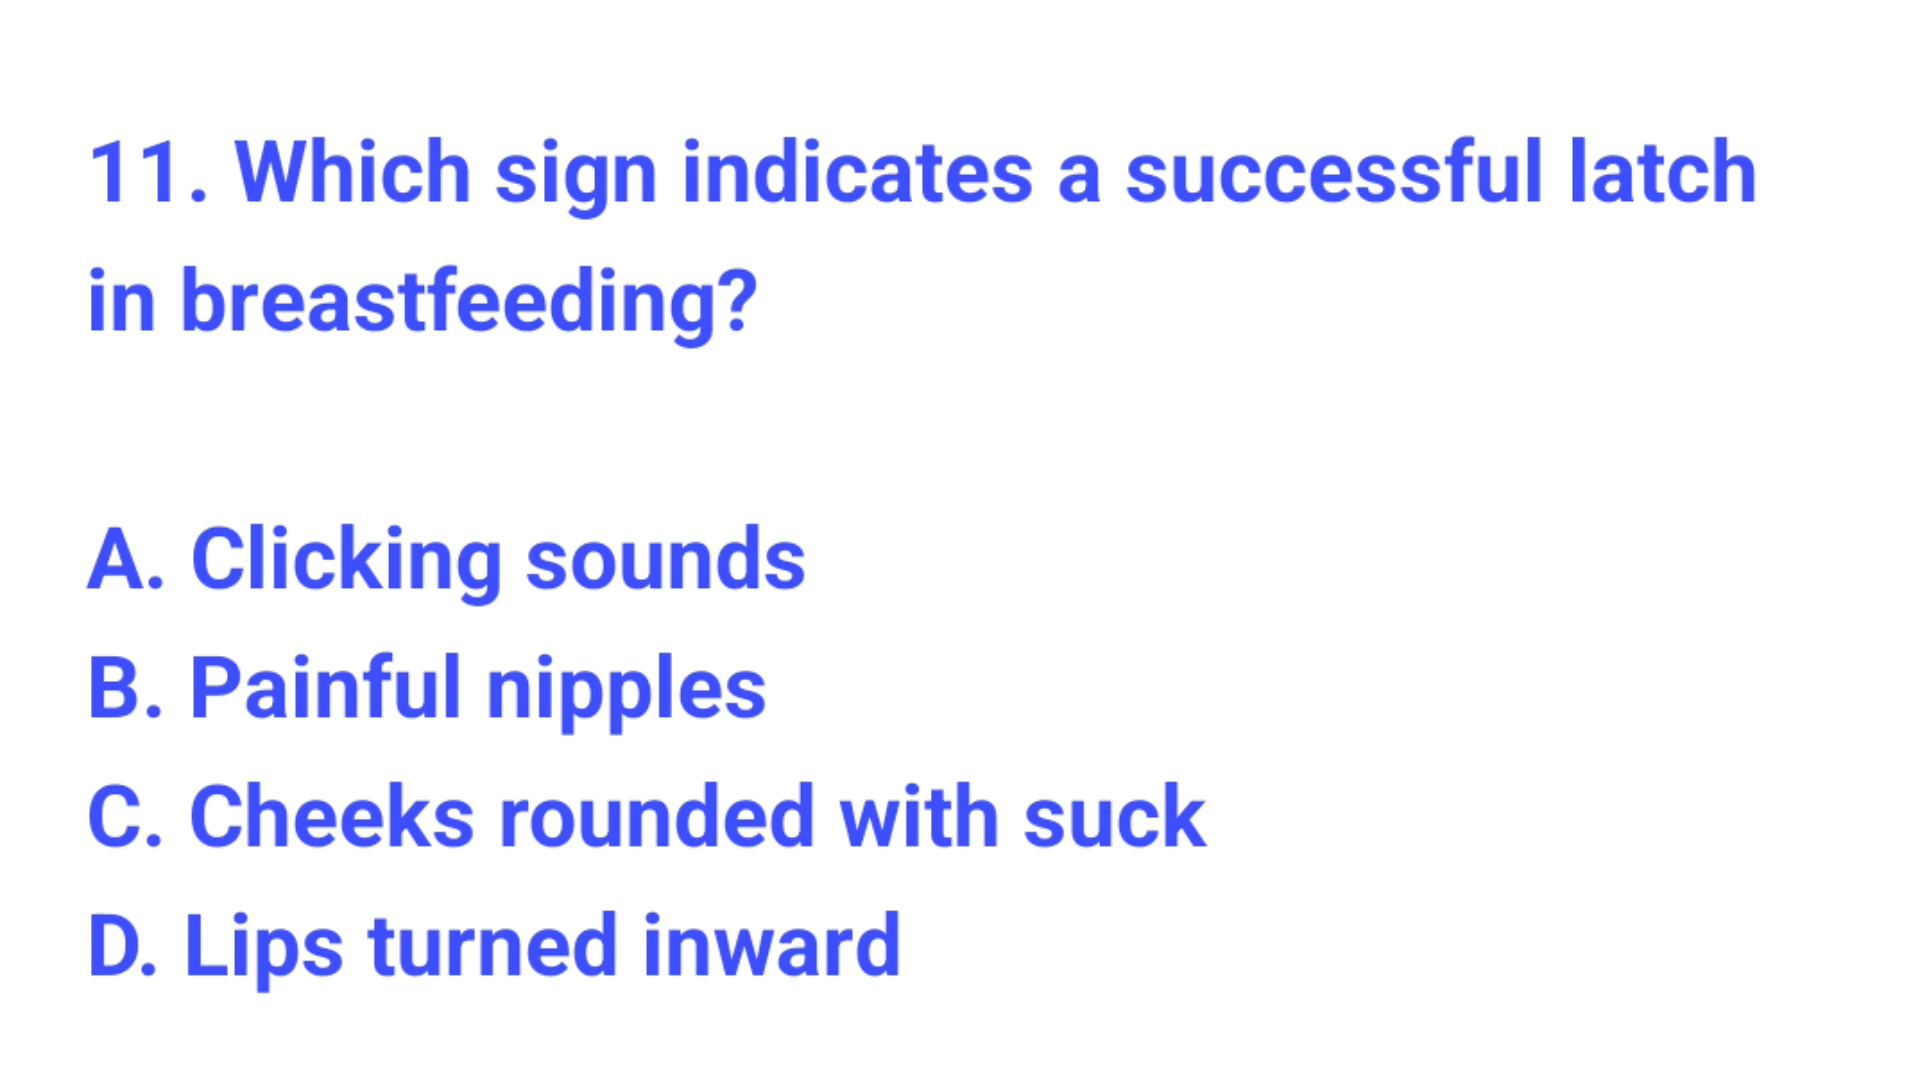 11. Which sign indicates a successful latch
in breastfeeding?
A. Clicking sounds
B. Painful nipples
C. Cheeks rounded with suck
D. Lips turned inward